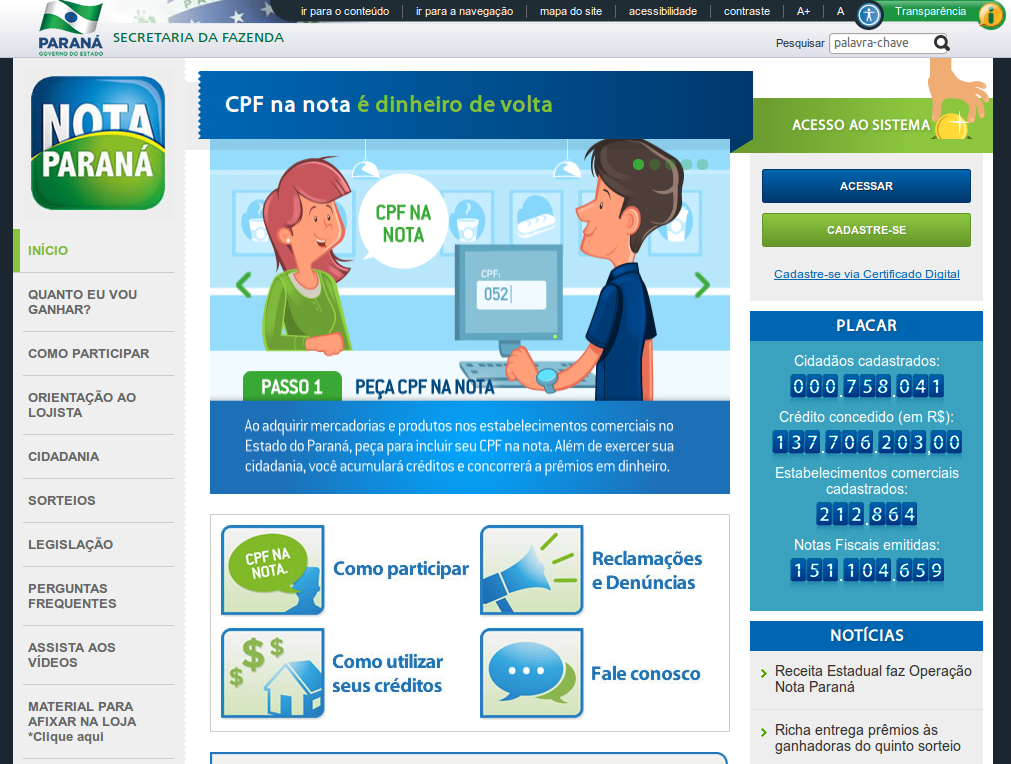 ir para o conteúdo
ir para a navegação
mapa do site
acessibilidade
contraste
A+
A
Transparência
PARANÁ
GOVERNO DO ESTADO
SECRETARIA DA FAZENDA
Pesquisar
palavra-chave
NOTA
PARANÁ
INÍCIO
QUANTO EU VOU
GANHAR?
COMO PARTICIPAR
ORIENTAÇÃO AO
LOJISTA
CIDADANIA
SORTEIOS
LEGISLAÇÃO
PERGUNTAS
FREQUENTES
ASSISTA AOS
VÍDEOS
MATERIAL PARA
AFIXAR NA LOJA
*Clique aqui
CPF na nota é dinheiro de volta
CPF NA
NOTA
CPF:
052
PASSO 1
PEÇA CPF NA NOTA
Ao adquirir mercadorias e produtos nos estabelecimentos comerciais no
Estado do Paraná, peça para incluir seu CPF na nota. Além de exercer sua
cidadania, você acumulará créditos e concorrerá a prêmios em dinheiro.
CPF NA
NOTA.
Como participar
Reclamações
e Denúncias
Como utilizar
seus créditos
Fale conosco
ACESSO AO SISTEMA
ACESSAR
CADASTRE-SE
Cadastre-se via Certificado Digital
PLACAR
Cidadãos cadastrados:
000.758.041
Crédito concedido (em R$):
137.706.203,00
Estabelecimentos comerciais
cadastrados:
212.864
Notas Fiscais emitidas:
151.104.659
NOTÍCIAS
Receita Estadual faz Operação
Nota Paraná
Richa entrega prêmios às
ganhadoras do quinto sorteio